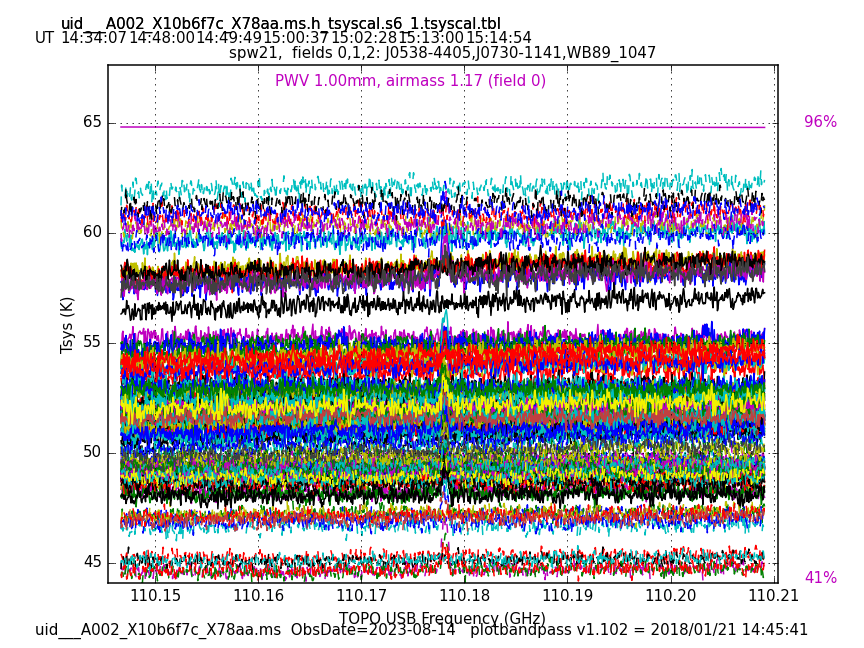 uid___A002_X10b6f7c_X78aa.ms.h_tsyscal.s6_1.tsyscal.tbl
UT 14:34:07 14:48:00 14:49:49 15:00:37 15:02:28 15:13:00 15:14:54
spw21, fields 0,1,2: J0538-4405,J0730-1141,WB89_1047
PWV 1.00mm, airmass 1.17 (field 0)
65
96%
60
55
Tsys (K)
50
45
41%
110.15 110.16 110.17 110.18 110.19 110.20 110.21
TOPO USB Frequency (GHz)
uid___A002_X10b6f7c_X78aa.ms ObsDate=2023-08-14 plotbandpass v1.102 = 2018/01/21 14:45:41